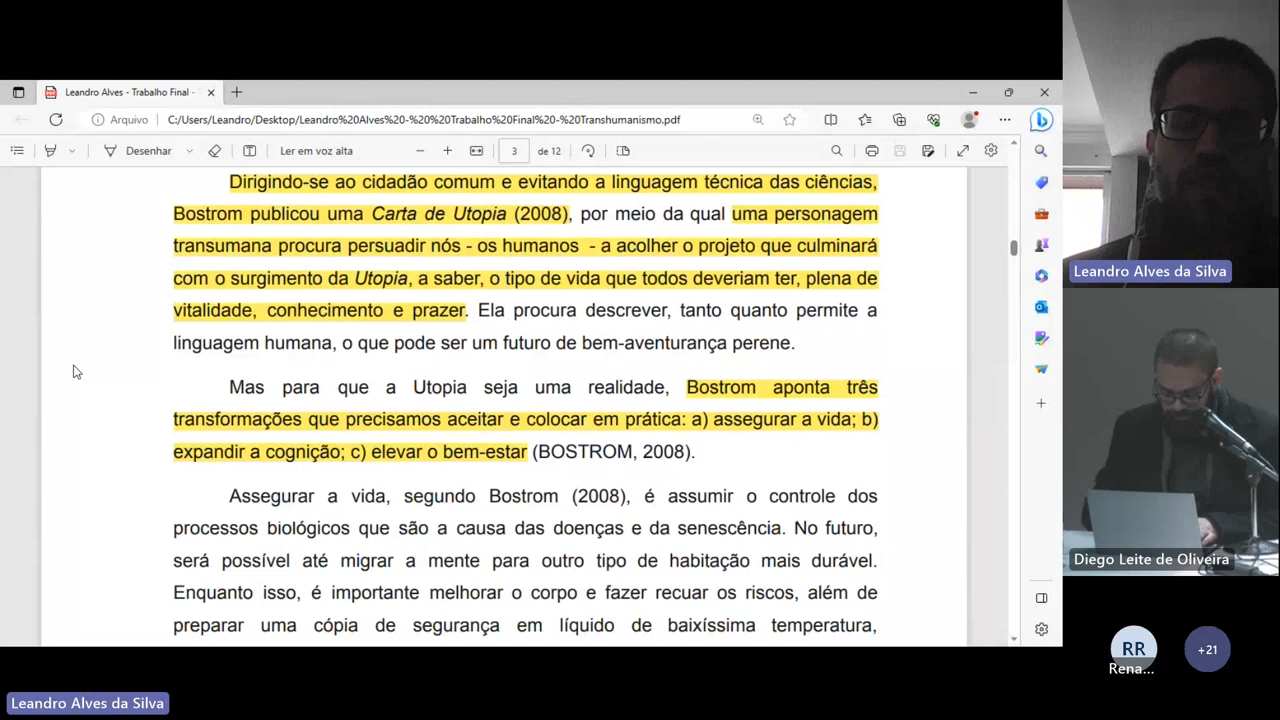 Leandro Alves - Trabalho Final -
Arquivo
C:/Users/Leandro/Desktop/Leandro%20Alves%20-%20%20Trabalho%20Final%20-%20Transhumanismo.pdf
Desenhar
Ler em voz alta
3
de 12
Dirigindo-se ao cidadão comum e evitando a linguagem técnica das ciências,
Bostrom publicou uma Carta de Utopia (2008), por meio da qual uma personagem
transumana procura persuadir nós - os humanos - a acolher o projeto que culminará
com o surgimento da Utopia, a saber, o tipo de vida que todos deveriam ter, plena de
vitalidade, conhecimento e prazer. Ela procura descrever, tanto quanto permite a
linguagem humana, o que pode ser um futuro de bem-aventurança perene.
Mas para que a Utopia seja uma realidade, Bostrom aponta três
transformações que precisamos aceitar e colocar em prática: a) assegurar a vida; b)
expandir a cognição; c) elevar o bem-estar (BOSTROM, 2008).
Assegurar a vida, segundo Bostrom (2008), é assumir o controle dos
processos biológicos que são a causa das doenças e da senescência. No futuro,
será possível até migrar a mente para outro tipo de habitação mais durável.
Enquanto isso, é importante melhorar o corpo e fazer recuar os riscos, além de
preparar uma cópia de segurança em líquido de baixíssima temperatura,
Leandro Alves da Silva
Diego Leite de Oliveira
RR
Rena...
+21
Leandro Alves da Silva